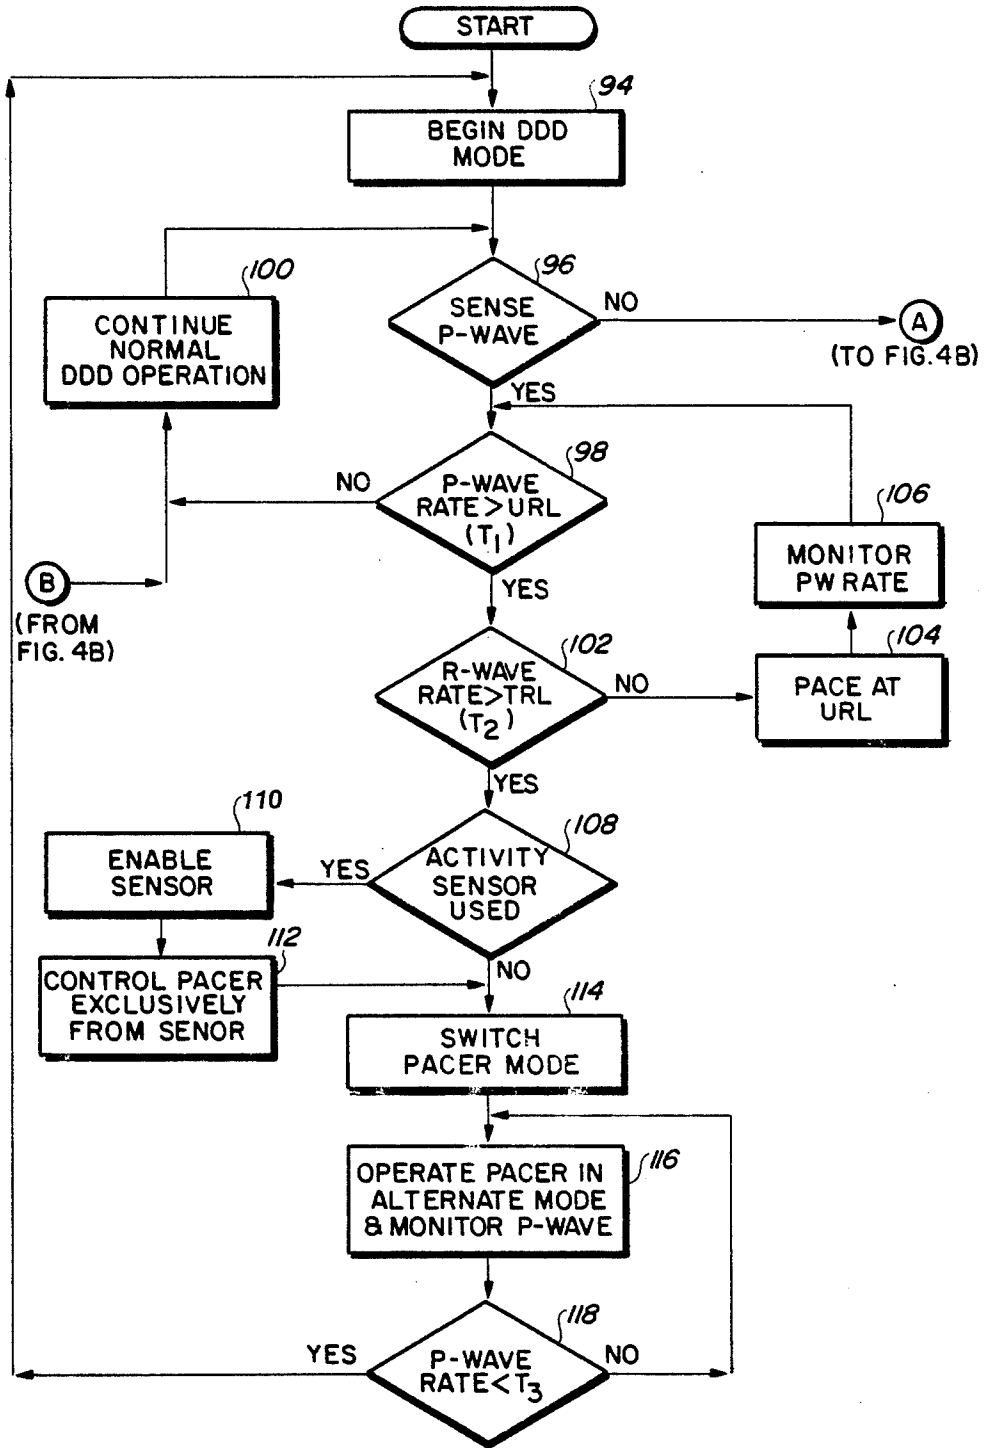 START
94
BEGIN DDD
MODE
96
SENSE
P-WAVE
NO
A
(TO FIG.4B)
YES
100
CONTINUE
NORMAL
DDD OPERATION
98
P-WAVE
RATE>URL
(T1)
NO
YES
B
(FROM
FIG. 4B)
106
MONITOR
PW RATE
104
PACE AT
URL
102
R-WAVE
RATE>TRL
(T2)
NO
YES
108
ACTIVITY
SENSOR
USED
YES
NO
110
ENABLE
SENSOR
112
CONTROL PACER
EXCLUSIVELY
FROM SENOR
114
SWITCH
PACER MODE
116
OPERATE PACER IN
ALTERNATE MODE
& MONITOR P-WAVE
118
P-WAVE
RATE<T3
YES
NO